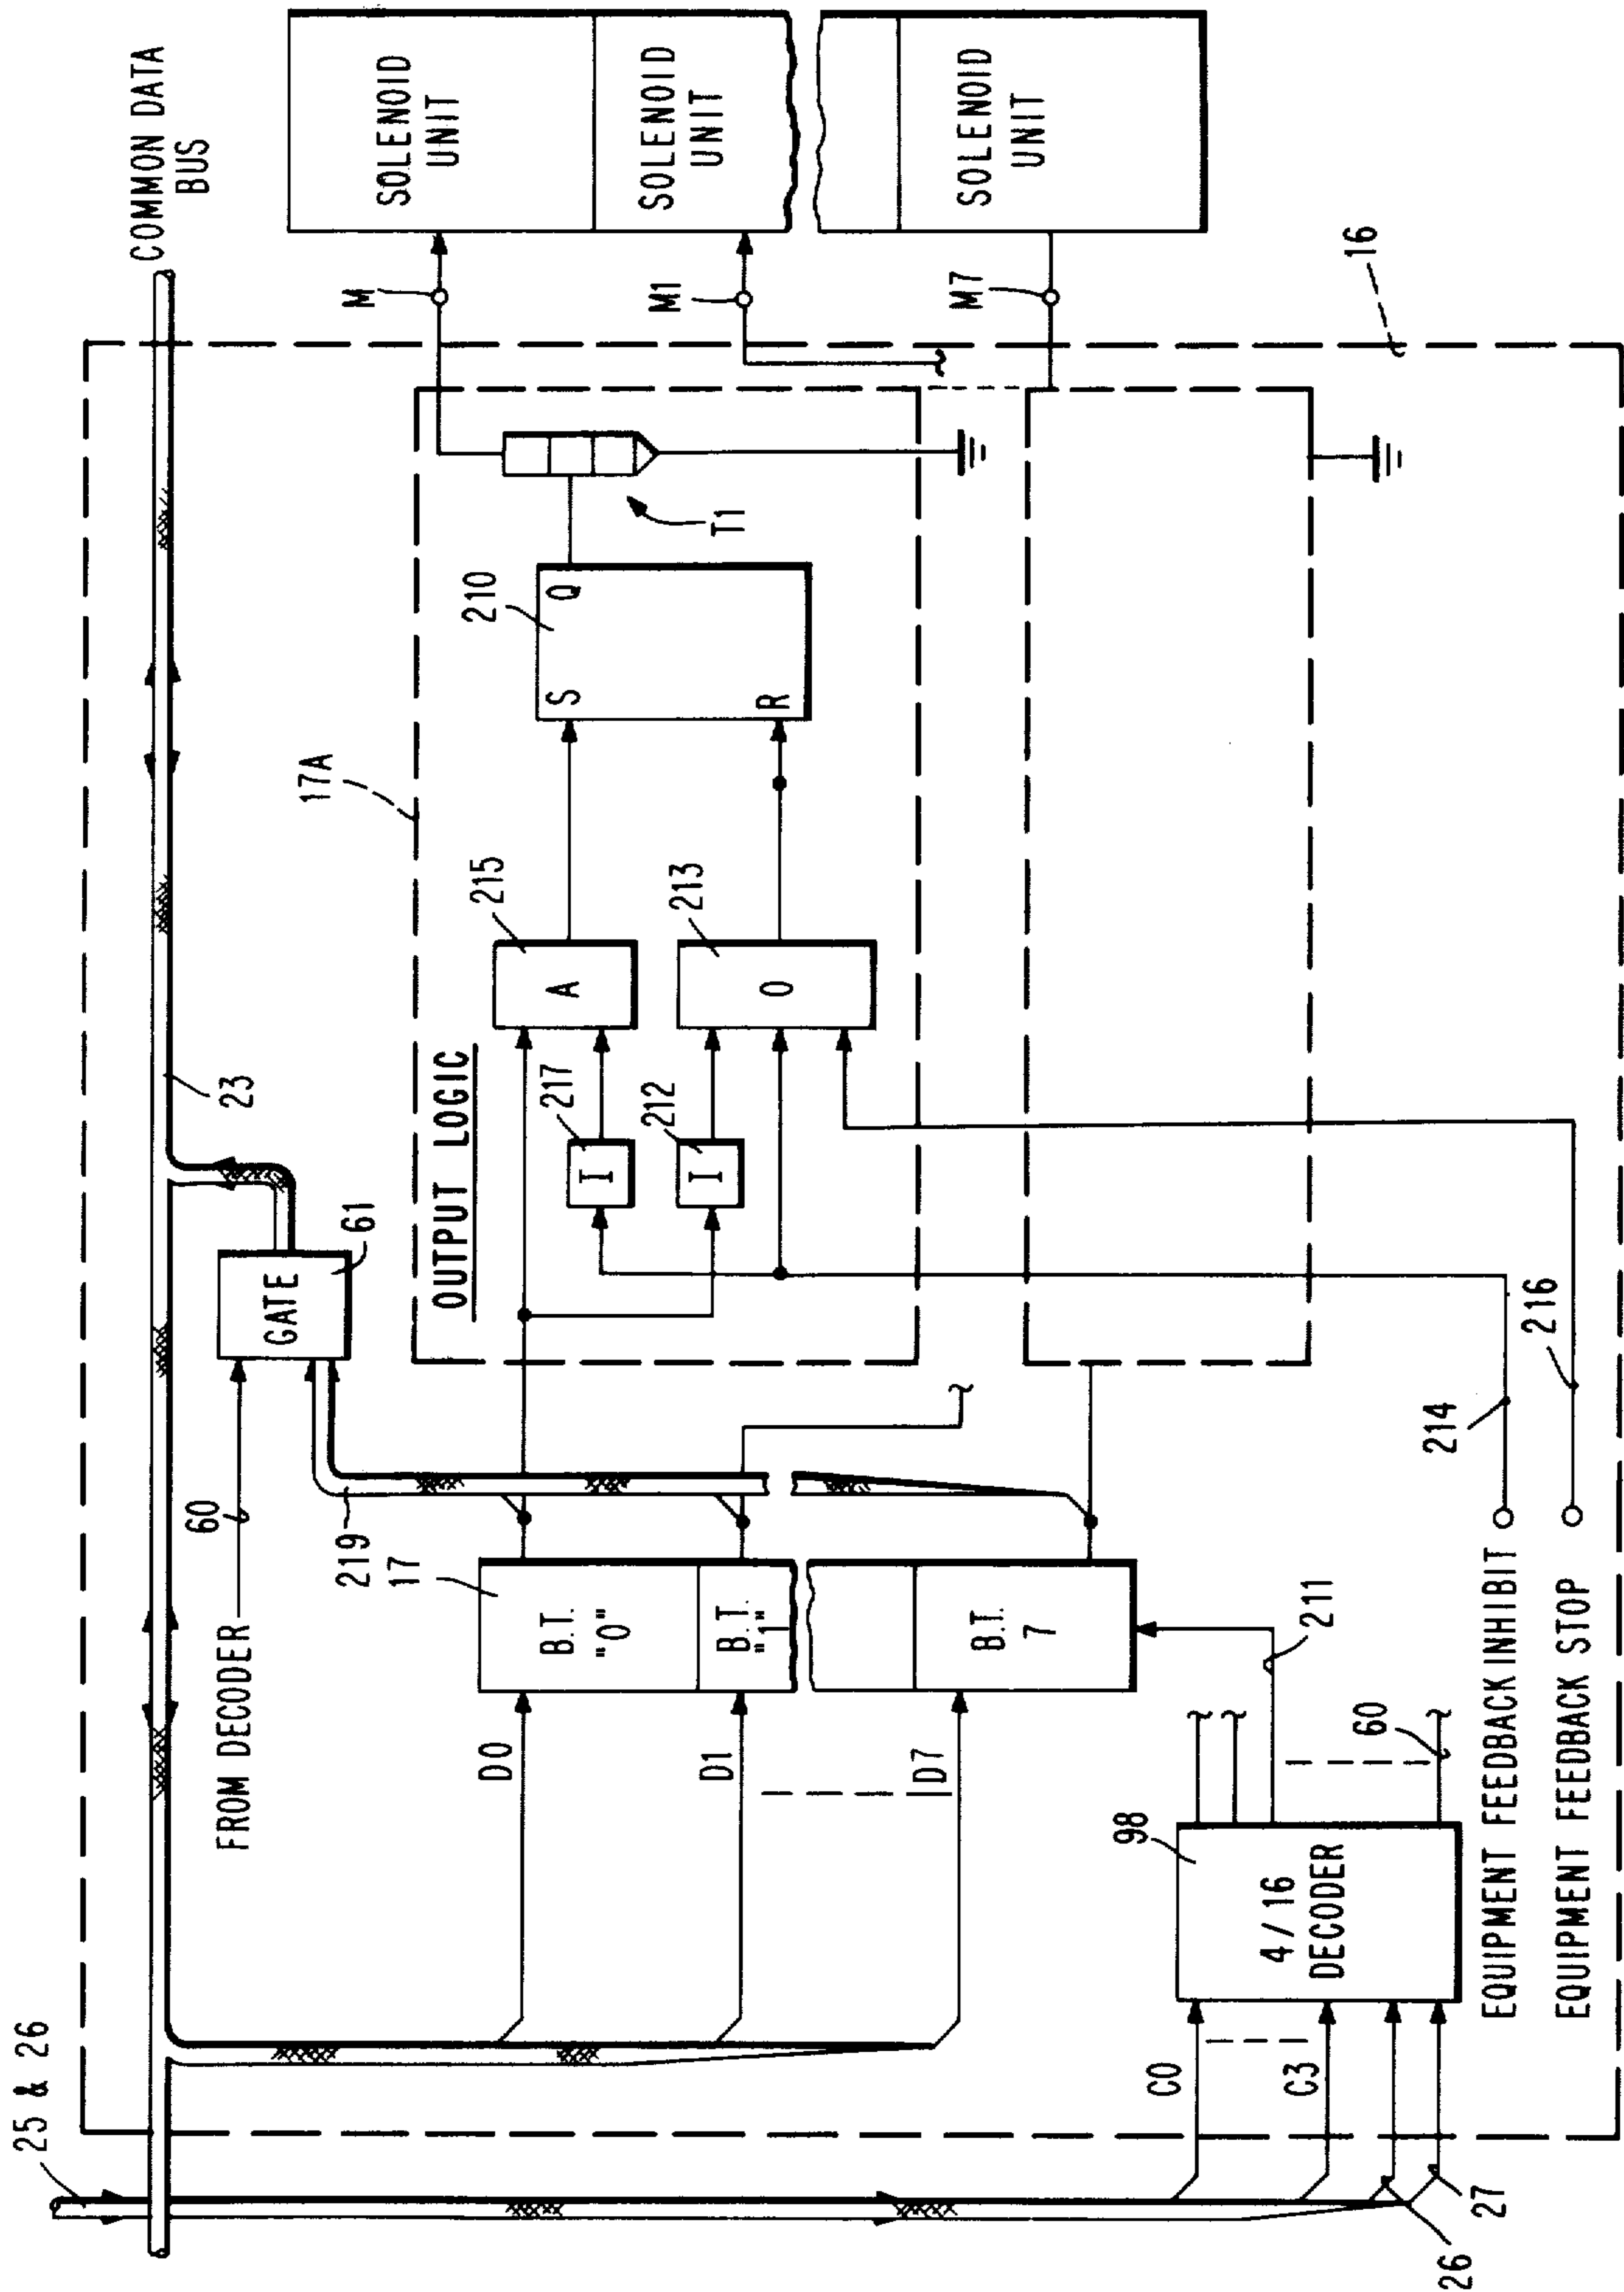 25 & 26
COMMON DATA
BUS
23
FROM DECODER
60
GATE
61
219
17
17A
OUTPUT LOGIC
D0
D1
D7
B.T.
"0"
B.T.
"1"
B.T.
7
I
217
I
212
A
215
O
213
S
Q
R
210
T1
M
M1
M7
SOLENOID
UNIT
SOLENOID
UNIT
SOLENOID
UNIT
16
C0
C3
26
27
98
4/16
DECODER
211
60
EQUIPMENT FEEDBACK INHIBIT
214
EQUIPMENT FEEDBACK STOP
216